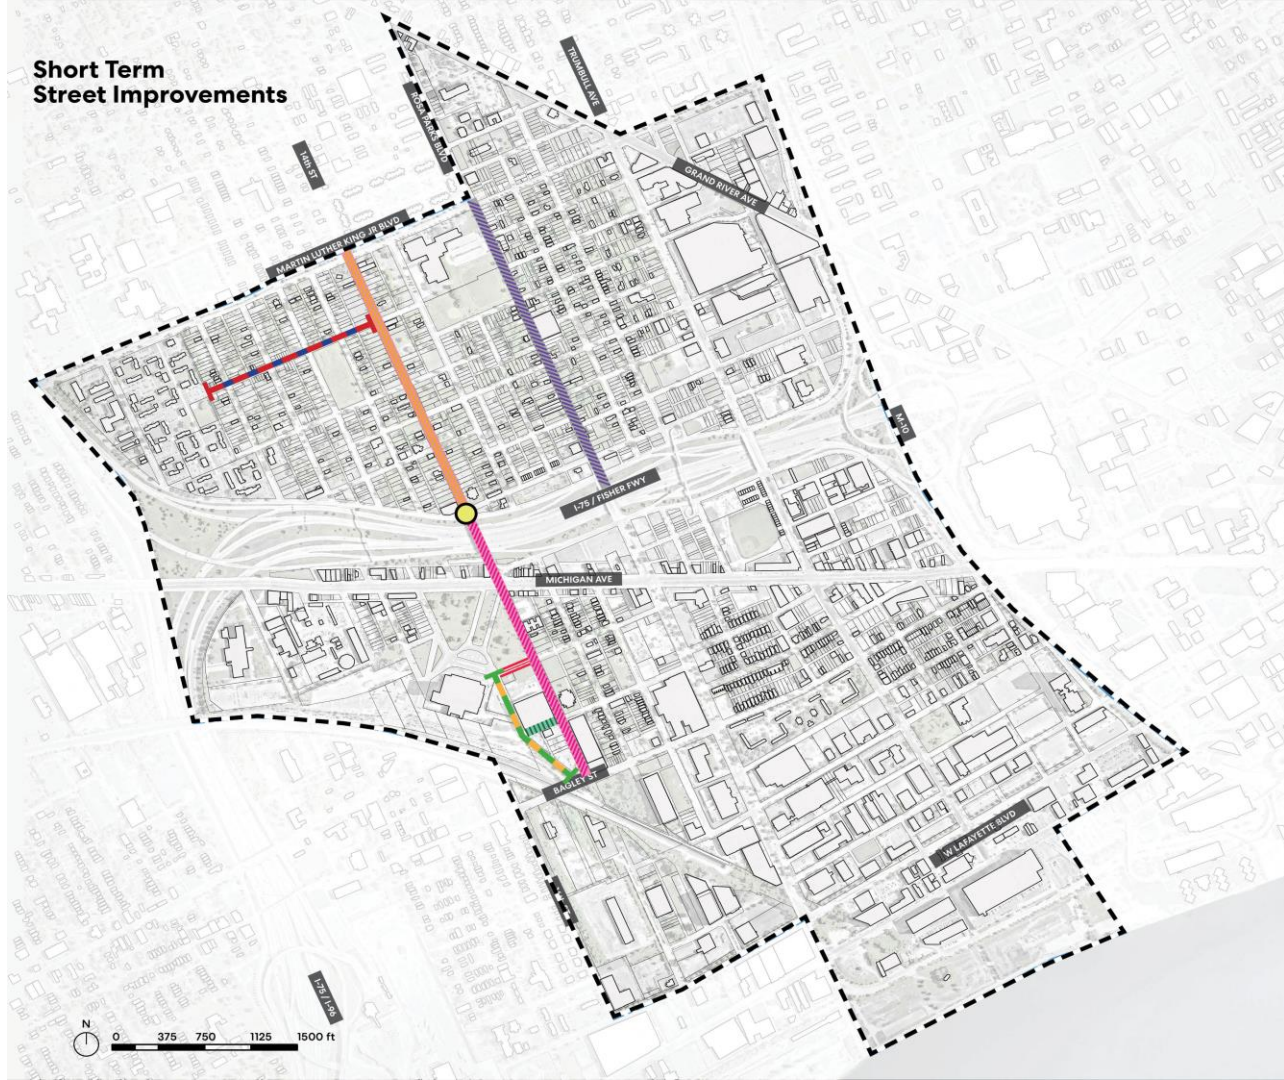 Short Term
Street Improvements
TRUMBULL AVE
ROSA PARKS BLVD
14th ST
GRAND RIVER AVE
MARTIN LUTHER KING JR BLVD
M-10
I-75 / FISHER FWY
MICHIGAN AVE
BAGLEY ST
W LAFAYETTE BLVD
I-75 / I-96
N
0 375 750 1125 1500 ft